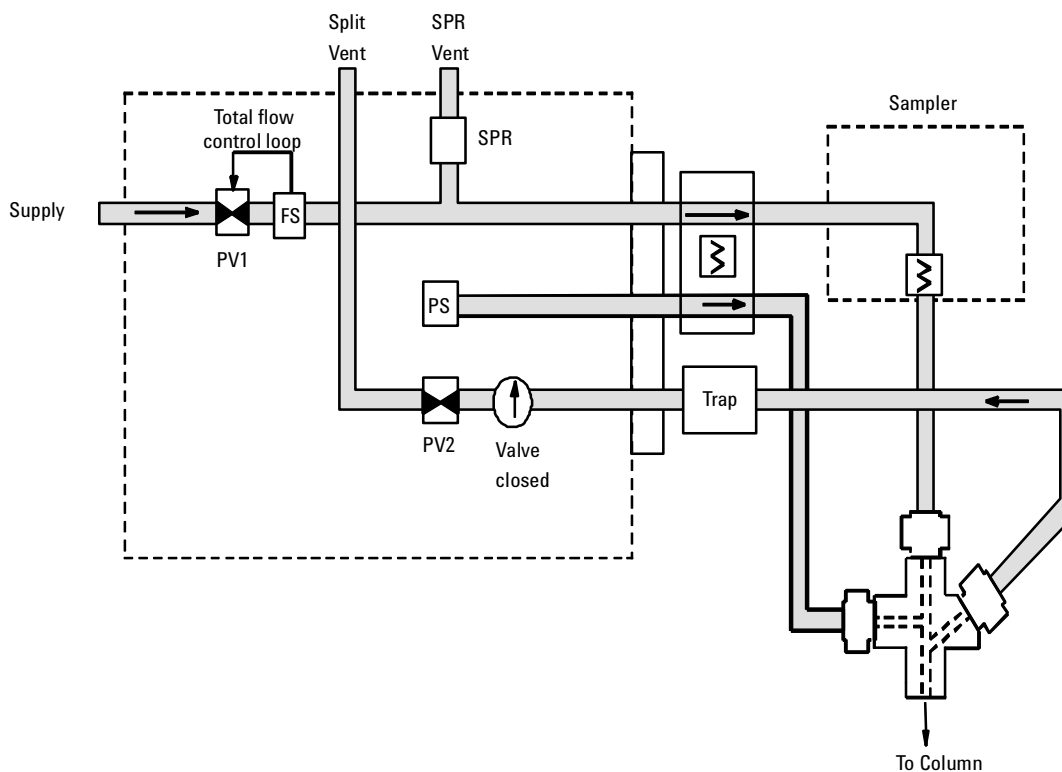 Split
Vent
SPR
Vent
Sampler
Total flow
control loop
SPR
Supply
FS
PV1
PS
Trap
PV2
Valve
closed
To Column